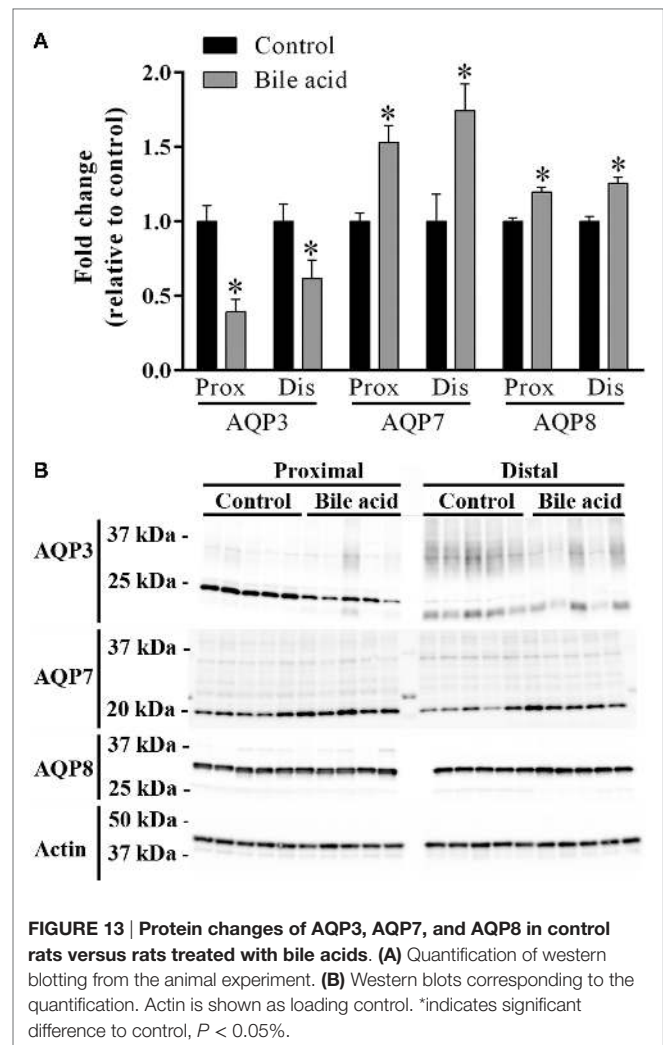 A
Control
Bile acid
Fold change
(relative to control)
2.0
1.5
1.0
0.5
0.0
* * * * * *
Prox Dis Prox Dis Prox Dis
AQP3 AQP7 AQP8
B
Proximal Distal
Control Bile acid Control Bile acid
AQP3
37 kDa -
25 kDa -
AQP7
37 kDa -
20 kDa -
AQP8
37 kDa -
25 kDa -
Actin
50 kDa -
37 kDa -
FIGURE 13 | Protein changes of AQP3, AQP7, and AQP8 in control
rats versus rats treated with bile acids. (A) Quantification of western
blotting from the animal experiment. (B) Western blots corresponding to the
quantification. Actin is shown as loading control. *indicates significant
difference to control, P < 0.05%.